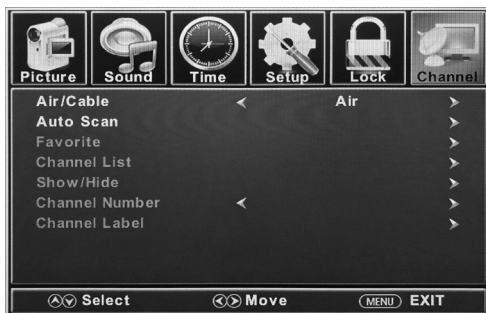 Picture Sound Time Setup Lock Channel
Air/Cable Air
Auto Scan
Favorite
Channel List
Show/Hide
Channel Number
Channel Label
Select Move MENU EXIT